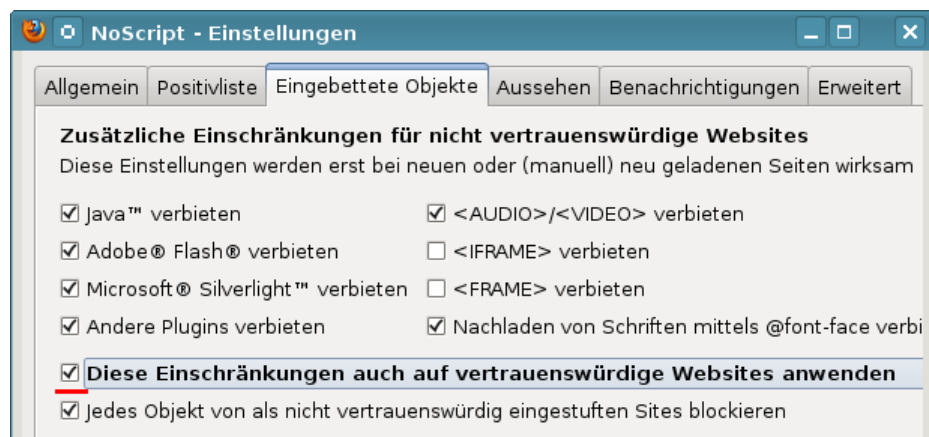 NoScript - Einstellungen
Allgemein Positivliste Eingebettete Objekte Aussehen Benachrichtigungen Erweitert
Zusätzliche Einschränkungen für nicht vertrauenswürdige Websites
Diese Einstellungen werden erst bei neuen oder (manuell) neu geladenen Seiten wirksam
Java™ verbieten <AUDIO>/<VIDEO> verbieten
Adobe® Flash® verbieten <IFRAME> verbieten
Microsoft® Silverlight™ verbieten <FRAME> verbieten
Andere Plugins verbieten Nachladen von Schriften mittels @font-face verbi
Diese Einschränkungen auch auf vertrauenswürdige Websites anwenden
Jedes Objekt von als nicht vertrauenswürdig eingestuften Sites blockieren